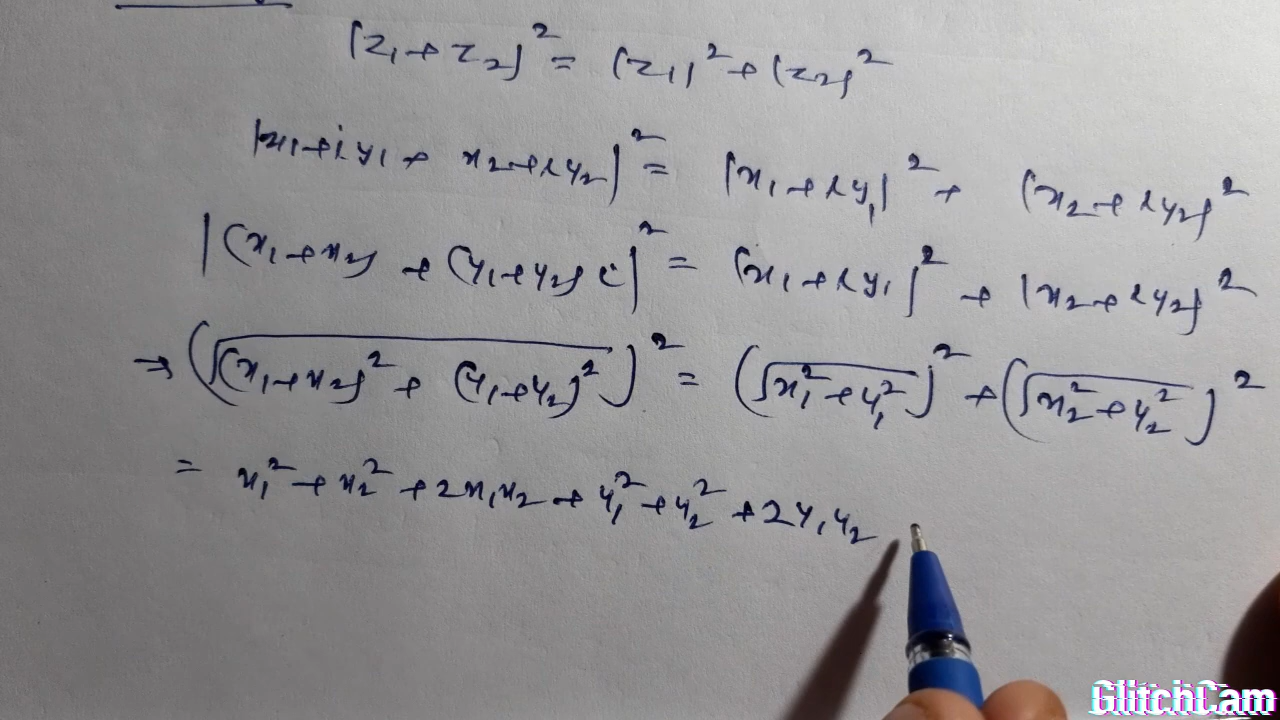 |z₁+z₂|² = |z₁|²+|z₂|²
|x₁+iy₁+ x₂+iy₂|² = |x₁+iy₁|² + |x₂+iy₂|²
|(x₁+x₂) + (y₁+y₂)i|² = |x₁+iy₁|² + |x₂+iy₂|²
→ (√(x₁+x₂)² + (y₁+y₂)²)² = (√x₁²+y₁²)² + (√x₂²+y₂²)²
= x₁²+x₂²+2x₁x₂+y₁²+y₂²+2y₁y₂
GlitchCam